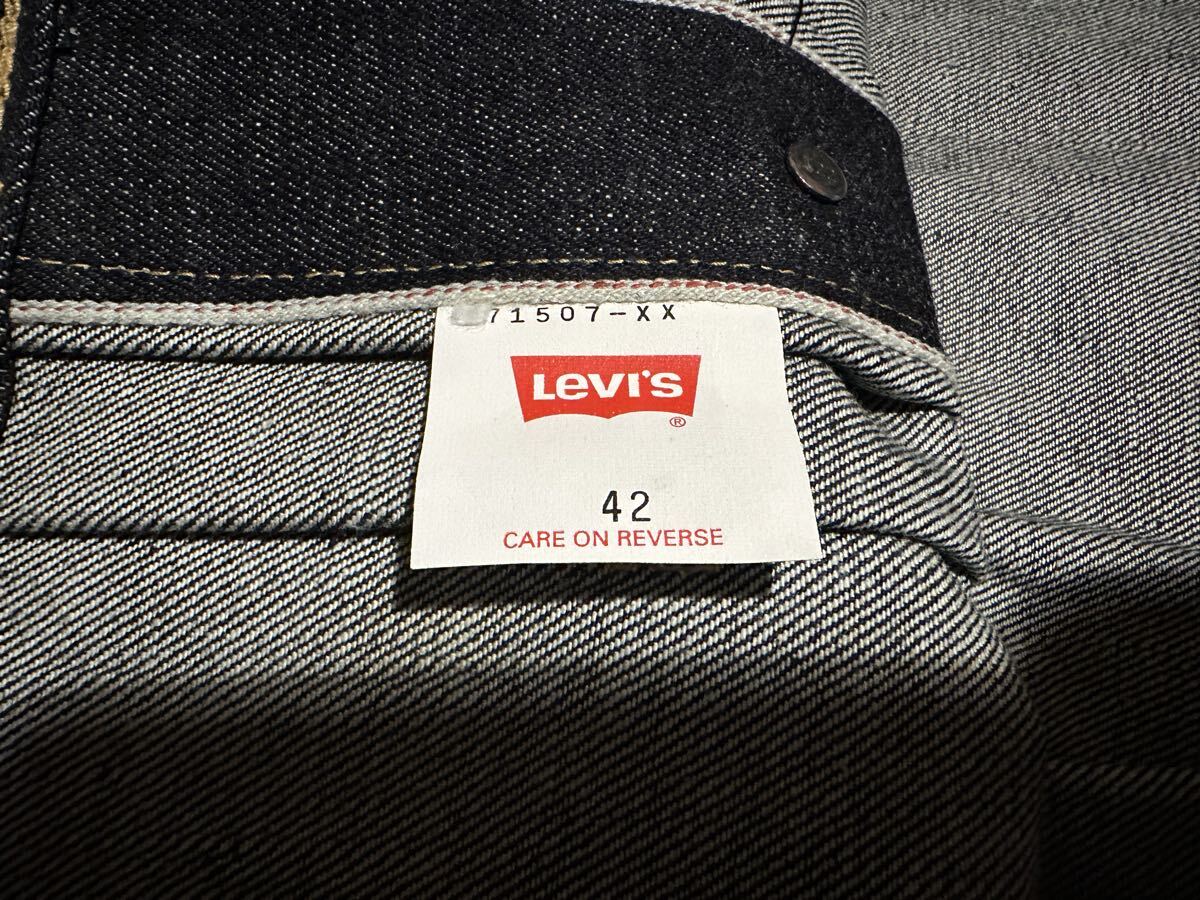 71507-XX
LEVI'S
®
42
CARE ON REVERSE